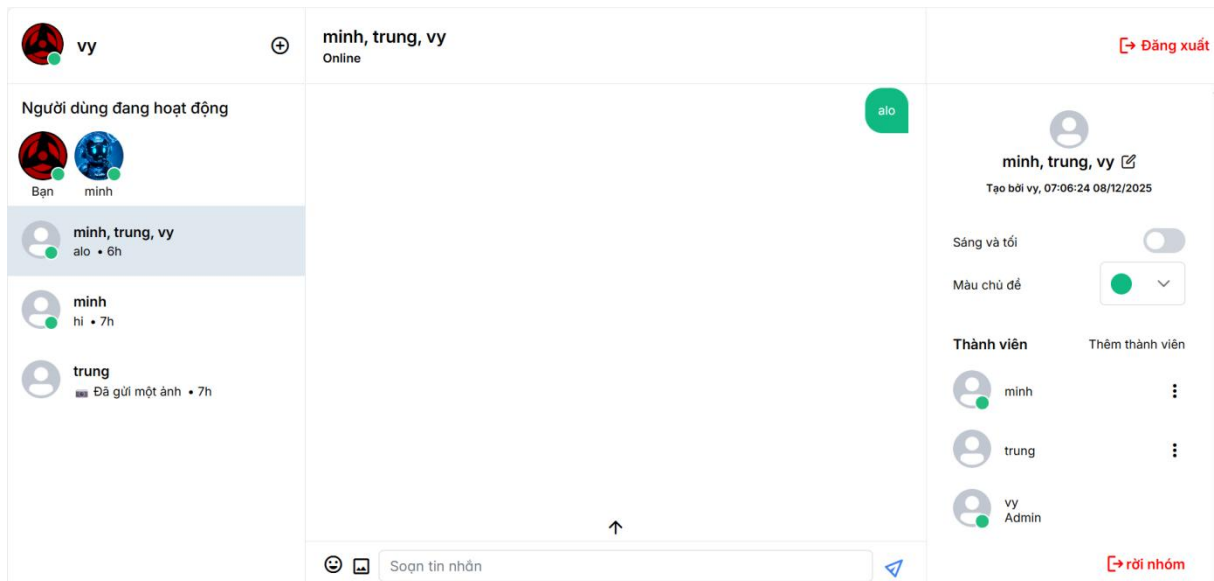 vy
Người dùng đang hoạt động
Bạn
minh
minh, trung, vy
alo • 6h
minh
hi • 7h
trung
Đã gửi một ảnh • 7h
minh, trung, vy
Online
alo
Soạn tin nhắn
Đăng xuất
minh, trung, vy
Tạo bởi vy, 07:06:24 08/12/2025
Sáng và tối
Màu chủ đề
Thành viên
Thêm thành viên
minh
trung
vy
Admin
rời nhóm